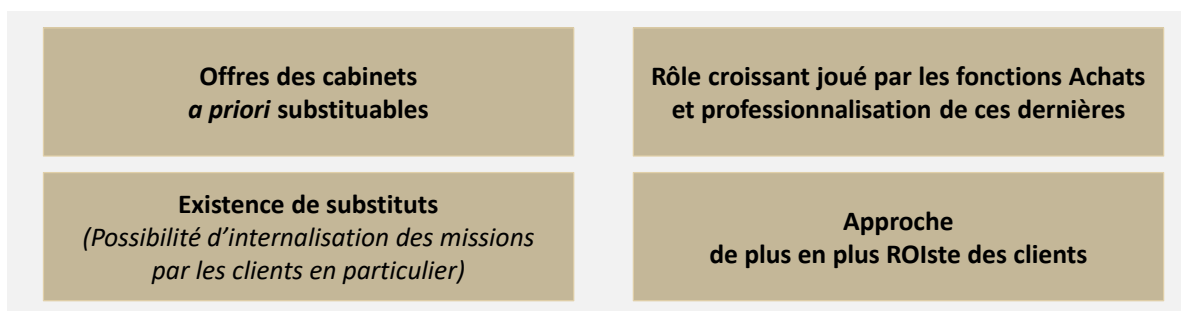 Offres des cabinets
a priori substituables
Rôle croissant joué par les fonctions Achats
et professionnalisation de ces dernières
Existence de substituts
(Possibilité d’internalisation des missions
par les clients en particulier)
Approche
de plus en plus ROIste des clients